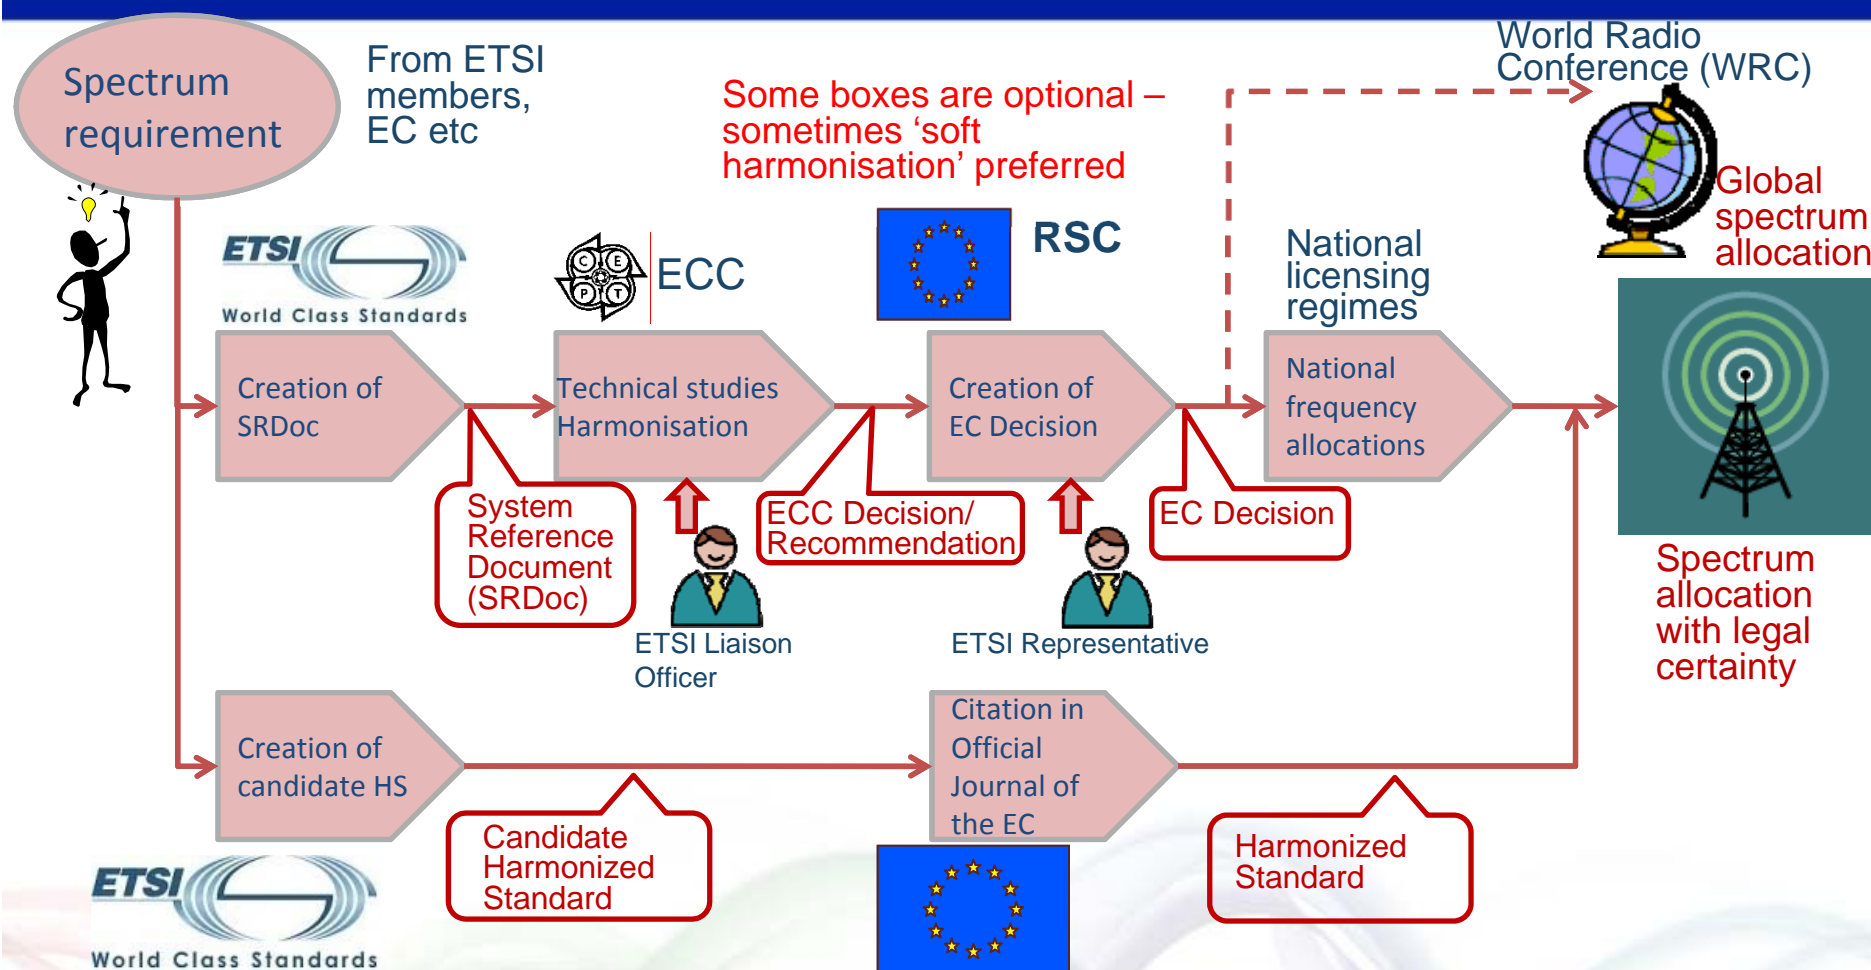 Spectrum
requirement
From ETSI
members,
EC etc
Some boxes are optional –
sometimes ‘soft
harmonisation’ preferred
World Radio
Conference (WRC)
Global
spectrum
allocation
ETSI
World Class Standards
C E
P T
ECC
RSC
National
licensing
regimes
Creation of
SRDoc
Technical studies
Harmonisation
Creation of
EC Decision
National
frequency
allocations
System
Reference
Document
(SRDoc)
ECC Decision/
Recommendation
EC Decision
ETSI Liaison
Officer
ETSI Representative
Spectrum
allocation
with legal
certainty
Creation of
candidate HS
Citation in
Official
Journal of
the EC
Candidate
Harmonized
Standard
Harmonized
Standard
ETSI
World Class Standards